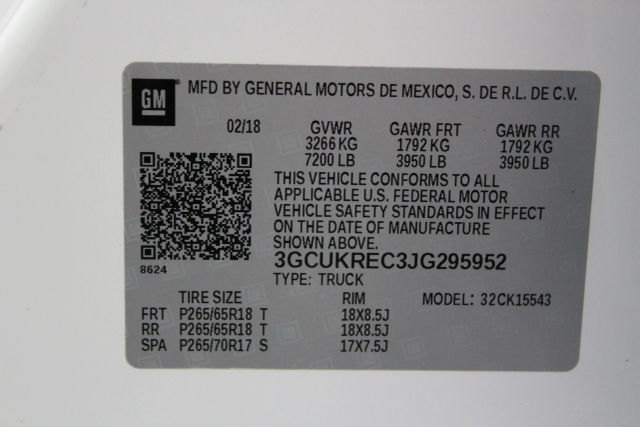 GM
MFD BY GENERAL MOTORS DE MEXICO, S. DE R.L. DE C.V.
02/18 GVWR GAWR FRT GAWR RR
3266 KG 1792 KG 1792 KG
7200 LB 3950 LB 3950 LB
THIS VEHICLE CONFORMS TO ALL
APPLICABLE U.S. FEDERAL MOTOR
VEHICLE SAFETY STANDARDS IN EFFECT
ON THE DATE OF MANUFACTURE
SHOWN ABOVE.
3GCUKREC3JG295952
8624
TYPE: TRUCK
TIRE SIZE RIM MODEL: 32CK15543
FRT P265/65R18 T 18X8.5J
RR P265/65R18 T 18X8.5J
SPA P265/70R17 S 17X7.5J